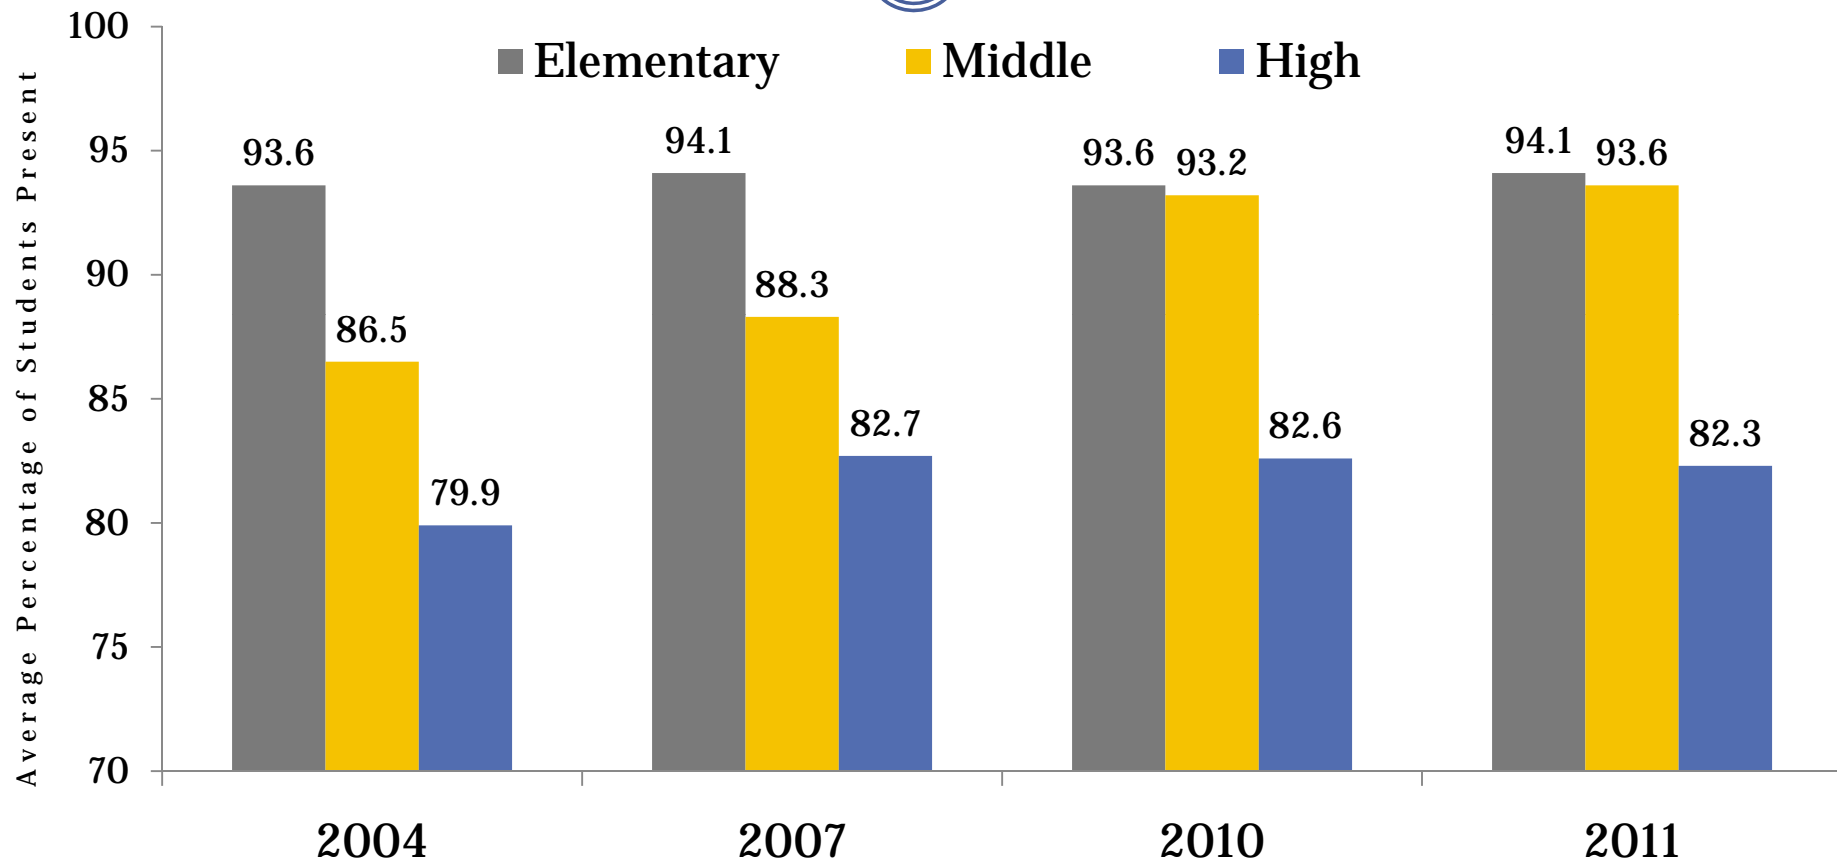 Average Percentage of Students Present
100
95
90
85
80
75
70
Elementary Middle High
93.6 86.5 79.9
94.1 88.3 82.7
93.6 93.2 82.6
94.1 93.6 82.3
2004 2007 2010 2011